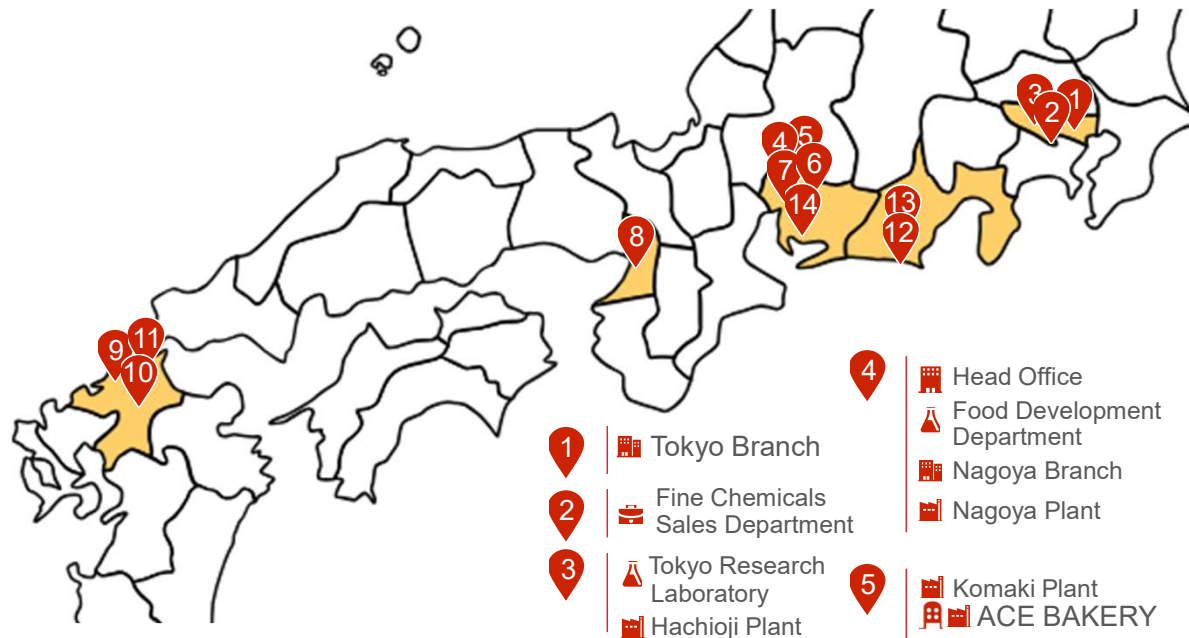 3
1
2
5
4
6
7
14
13
12
8
11
9
10
1
Tokyo Branch
2
Fine Chemicals
Sales Department
3
Tokyo Research
Laboratory
Hachioji Plant
4
Head Office
Food Development
Department
Nagoya Branch
Nagoya Plant
5
Komaki Plant
ACE BAKERY